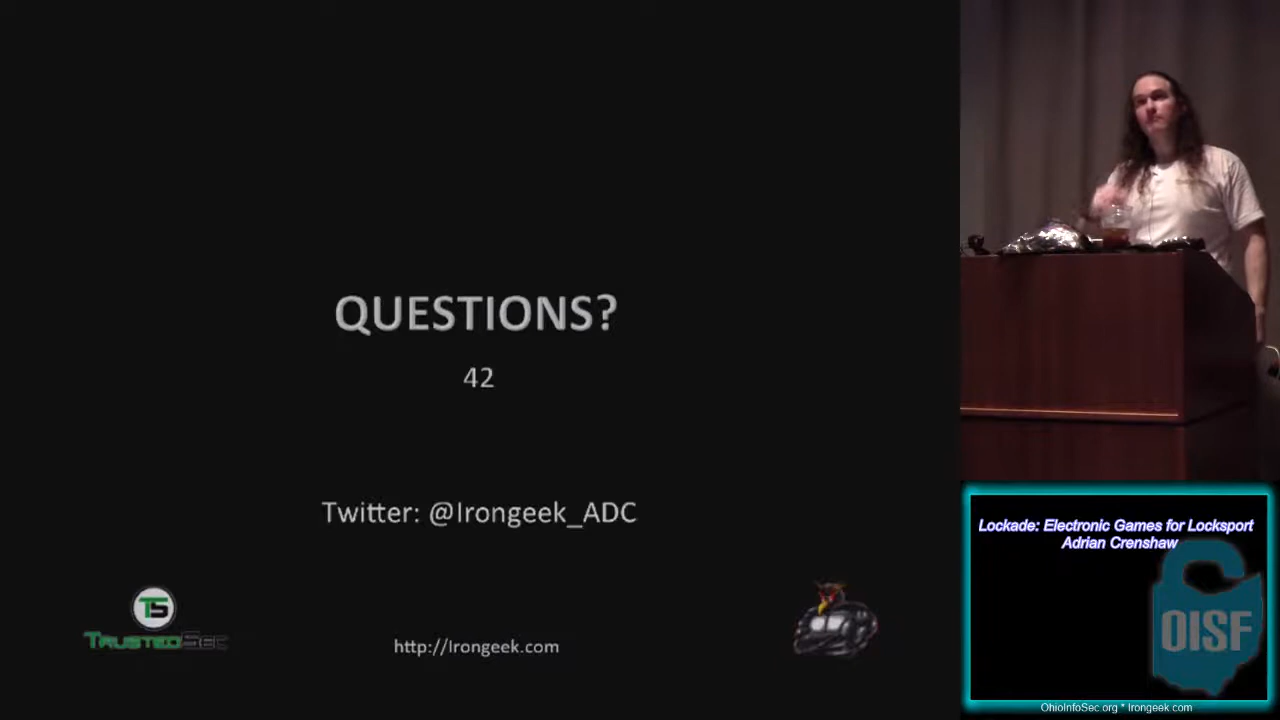 QUESTIONS?
42
Twitter: @Irongeek_ADC
TS
TRUSTEDSEC
http://Irongeek.com
Lockade: Electronic Games for Locksport
Adrian Crenshaw
OISF
OhioInfoSec.org * Irongeek.com